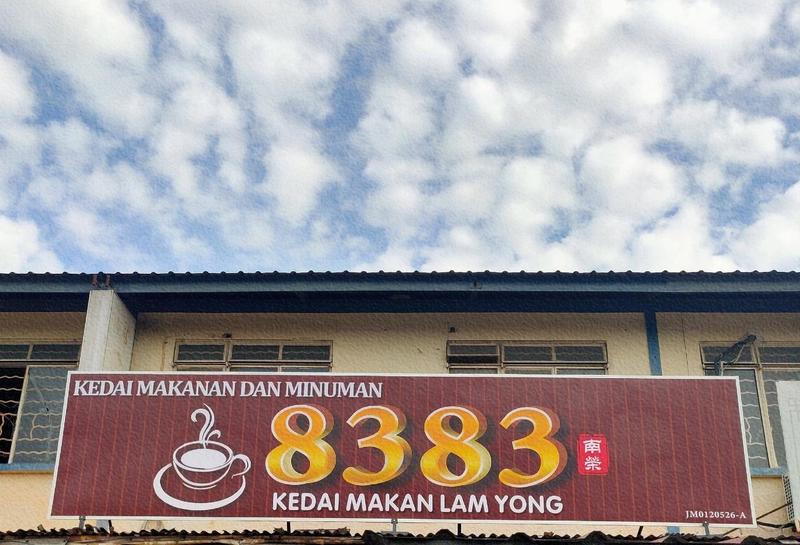 KEDAI MAKANAN DAN MINUMAN
8383
南榮
KEDAI MAKAN LAM YONG
JM0120526-A